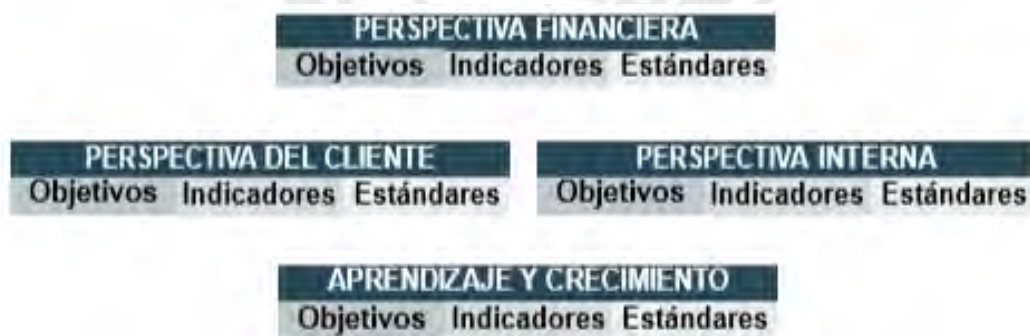 PERSPECTIVA FINANCIERA
Objetivos Indicadores Estándares
PERSPECTIVA DEL CLIENTE
Objetivos Indicadores Estándares
PERSPECTIVA INTERNA
Objetivos Indicadores Estándares
APRENDIZAJE Y CRECIMIENTO
Objetivos Indicadores Estándares